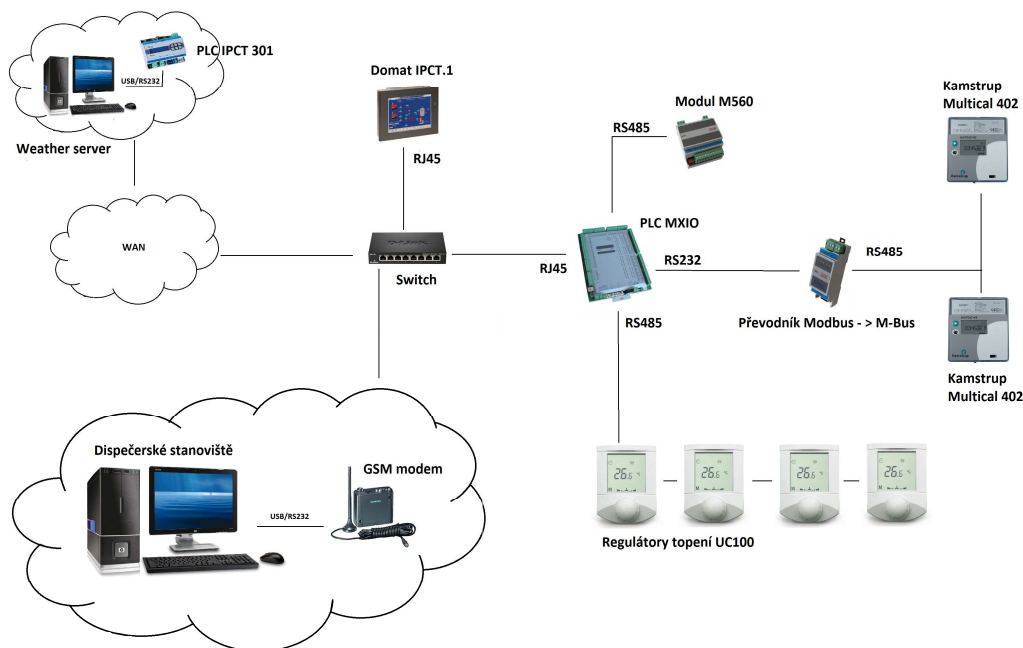 PLC IPCT 301
USB/RS232
Weather server
Domat IPCT.1
RJ45
Modul M560
RS485
Kamstrup
Multical 402
WAN
Switch
RJ45
PLC MXIO
RS232
RS485
RS485
Převodník Modbus - > M-Bus
Kamstrup
Multical 402
Dispečerské stanoviště
GSM modem
USB/RS232
26.5
26.5
26.5
26.5
Regulátory topení UC100